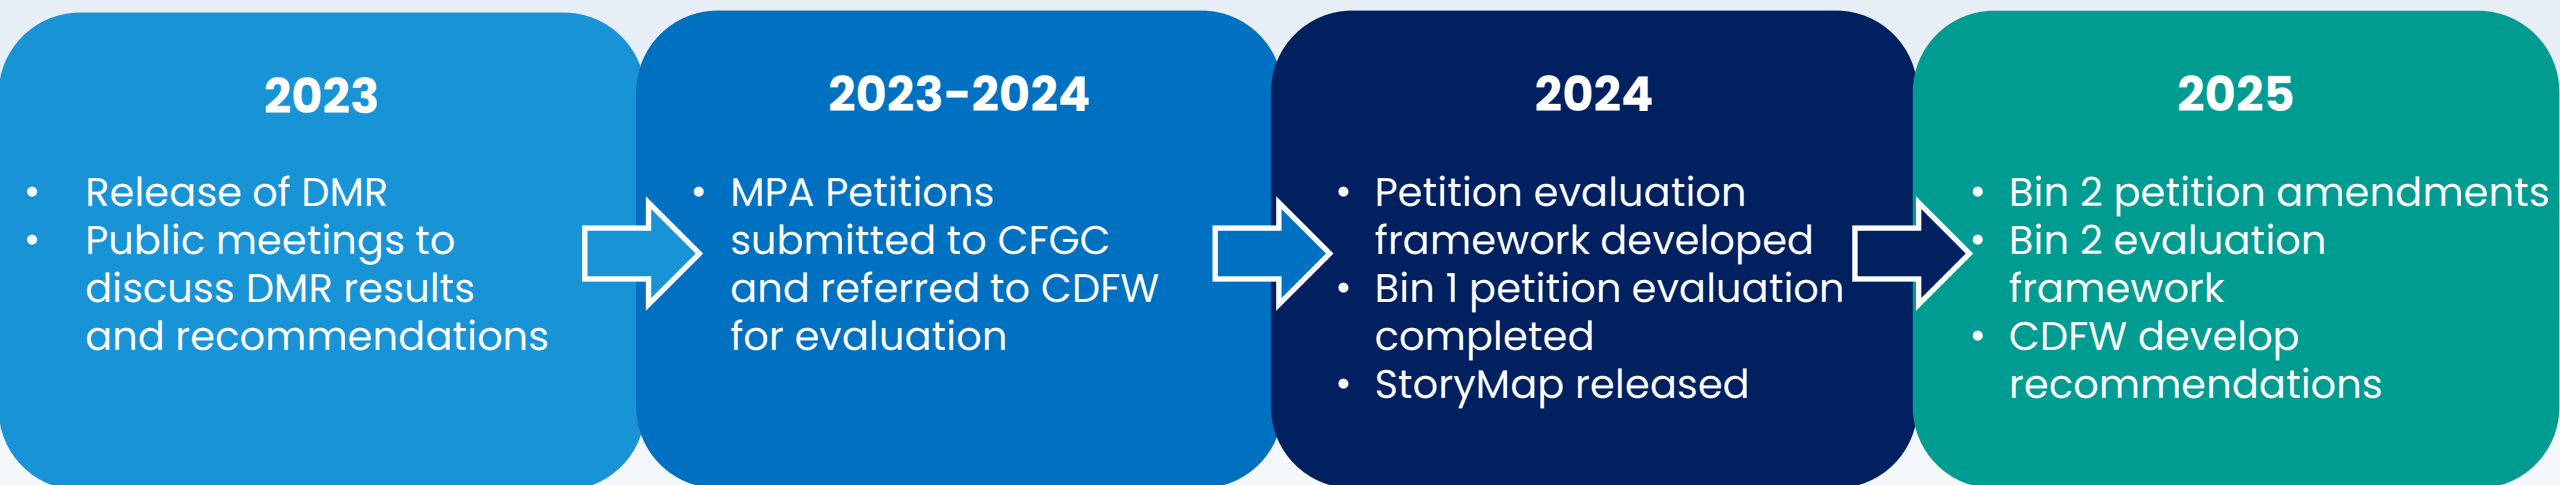 2023
• Release of DMR
• Public meetings to
discuss DMR results
and recommendations
2023-2024
• MPA Petitions
submitted to CFGC
and referred to CDFW
for evaluation
2024
• Petition evaluation
framework developed
• Bin 1 petition evaluation
completed
• StoryMap released
2025
• Bin 2 petition amendments
• Bin 2 evaluation
framework
• CDFW develop
recommendations